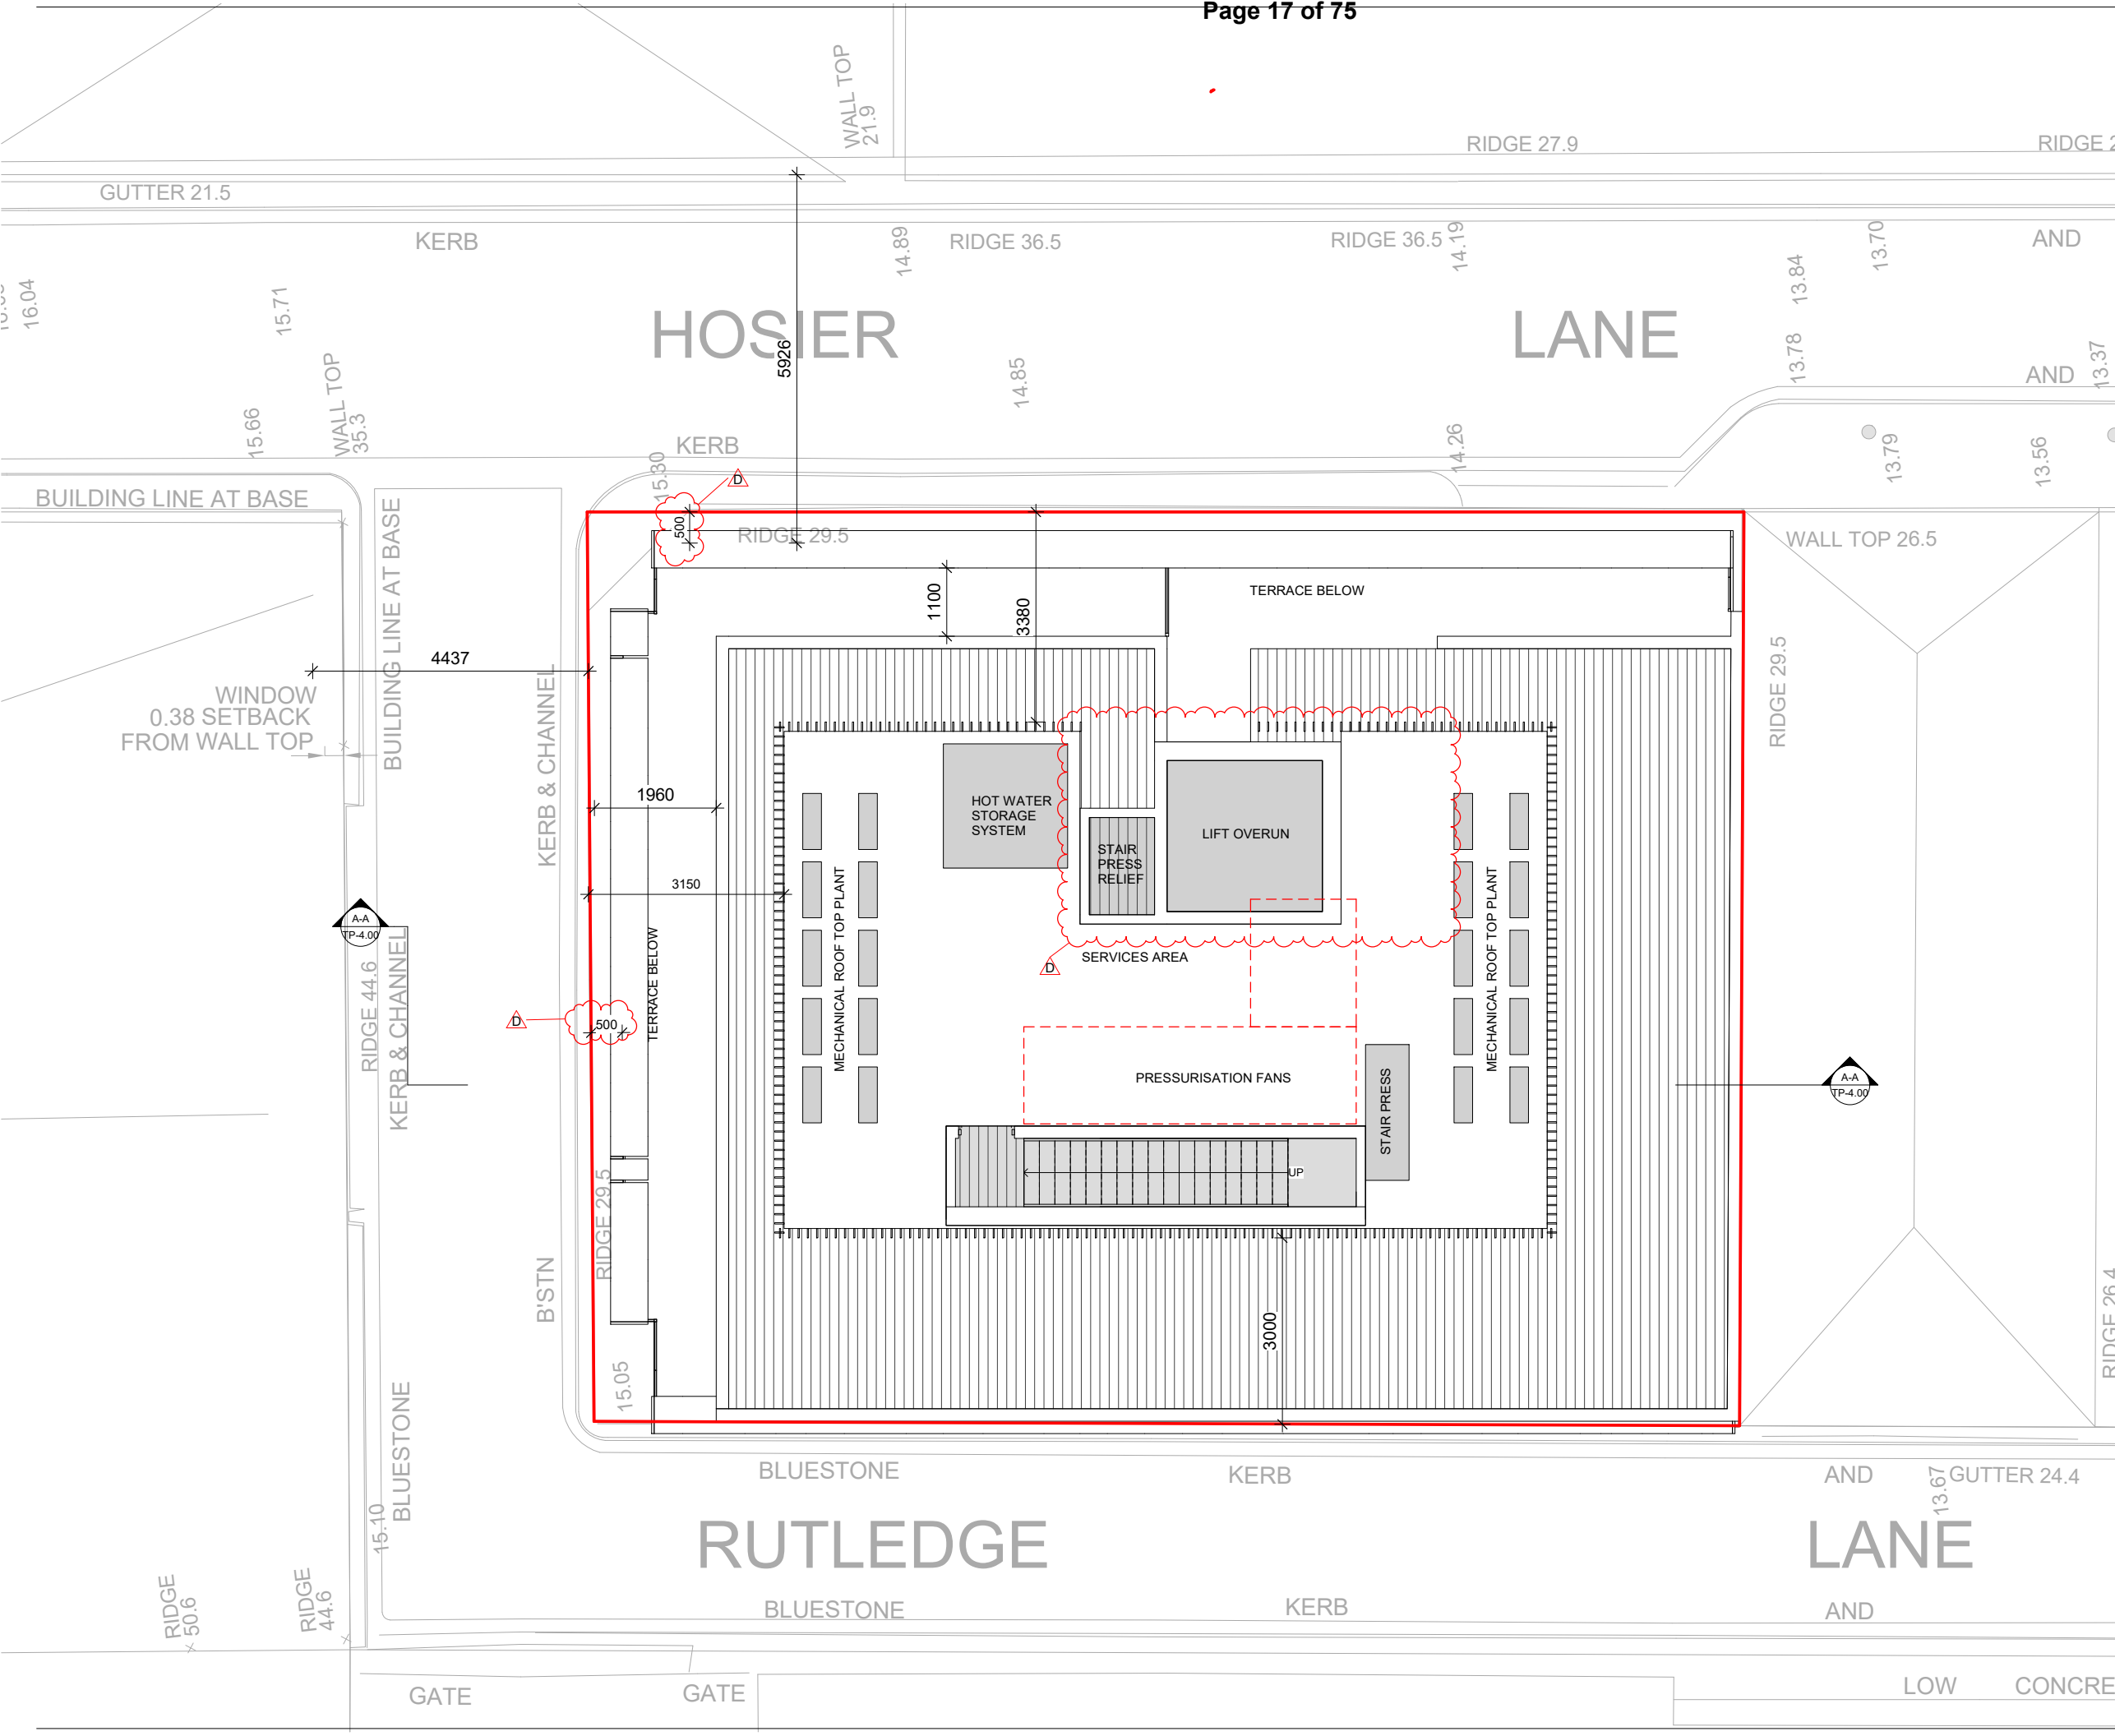 Page 17 of 75
WALL TOP
21.9
RIDGE 27.9
RIDGE
GUTTER 21.5
KERB
14.89
RIDGE 36.5
RIDGE 36.5
14.19
13.70
AND
16.04
15.71
13.84
HOSIER LANE
5926
13.78
13.37
WALL TOP
35.3
14.85
AND
15.66
KERB
14.26
13.79
13.56
15.30
D
BUILDING LINE AT BASE
BUILDING LINE AT BASE
500
RIDGE 29.5
WALL TOP 26.5
1100
3380
TERRACE BELOW
4437
RIDGE 29.5
WINDOW
0.38 SETBACK
FROM WALL TOP
KERB & CHANNEL
1960
HOT WATER
STORAGE
SYSTEM
LIFT OVERUN
STAIR
PRESS
RELIEF
3150
A-A
TP-4.00
MECHANICAL ROOF TOP PLANT
MECHANICAL ROOF TOP PLANT
TERRACE BELOW
D
SERVICES AREA
RIDGE 44.6
KERB & CHANNEL
D
500
PRESSURISATION FANS
STAIR PRESS
A-A
TP-4.00
UP
RIDGE 29.5
B'STN
3000
RIDGE 26.4
15.05
BLUESTONE
BLUESTONE
KERB
AND
13.67
GUTTER 24.4
15.10
RUTLEDGE LANE
RIDGE
50.6
RIDGE
44.6
BLUESTONE
KERB
AND
GATE
GATE
LOW
CONCRE